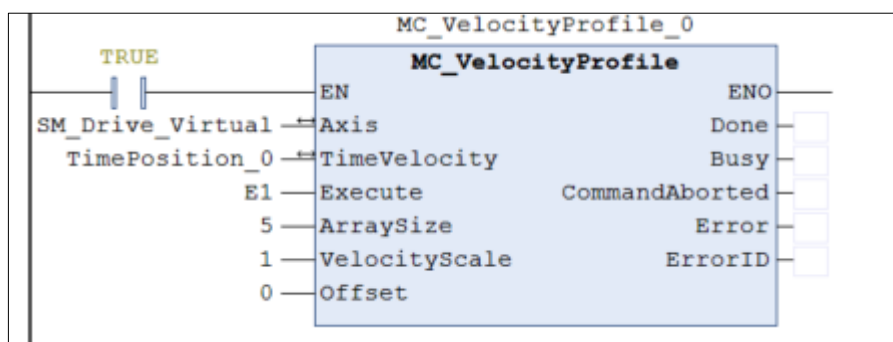 MC_VelocityProfile_0
TRUE MC_VelocityProfile
EN ENO
SM_Drive_Virtual Axis Done
TimePosition_0 TimeVelocity Busy
E1 Execute CommandAborted
5 ArraySize Error
1 VelocityScale ErrorID
0 Offset